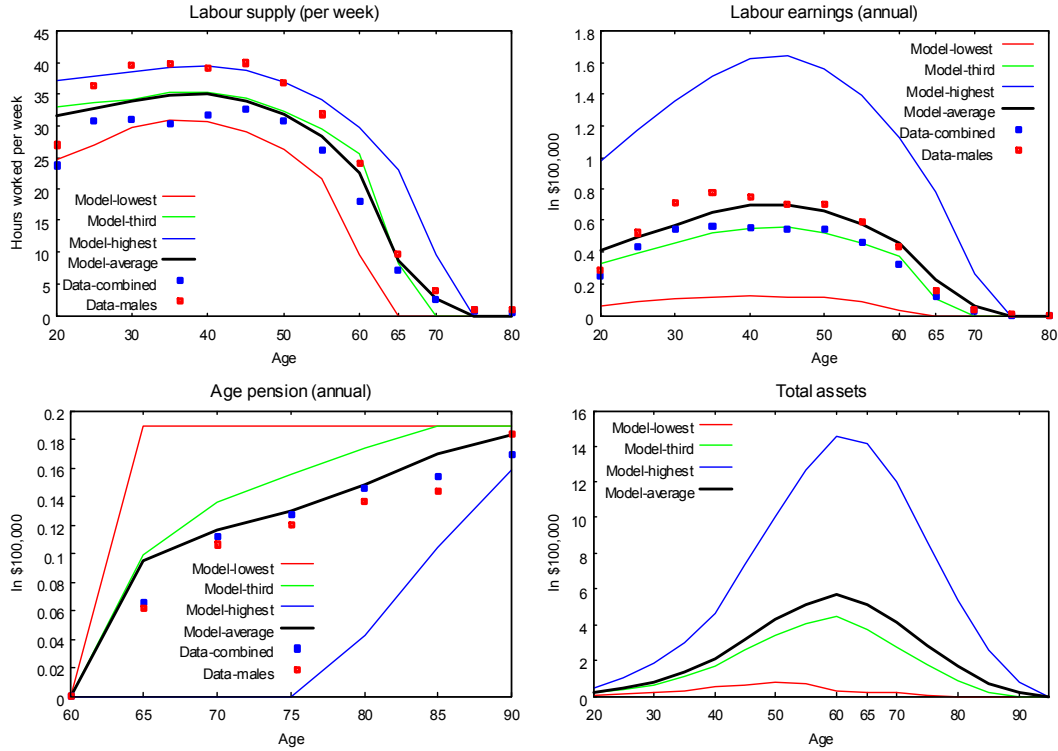 Labour supply (per week)
Hours worked per week
45
40
35
30
25
20
15
10
5
0
Model-lowest
Model-third
Model-highest
Model-average
Data-combined
Data-males
20 30 40 50 60 65 70 75 80
Age
Labour earnings (annual)
In $100,000
1.8
1.6
1.4
1.2
1
0.8
0.6
0.4
0.2
0
Model-lowest
Model-third
Model-highest
Model-average
Data-combined
Data-males
20 30 40 50 60 65 70 75 80
Age
Age pension (annual)
In $100,000
0.2
0.18
0.16
0.14
0.12
0.1
0.08
0.06
0.04
0.02
0
Model-lowest
Model-third
Model-highest
Model-average
Data-combined
Data-males
60 65 70 75 80 85 90
Age
Total assets
In $100,000
16
14
12
10
8
6
4
2
0
Model-lowest
Model-third
Model-highest
Model-average
20 30 40 50 60 65 70 80 90
Age